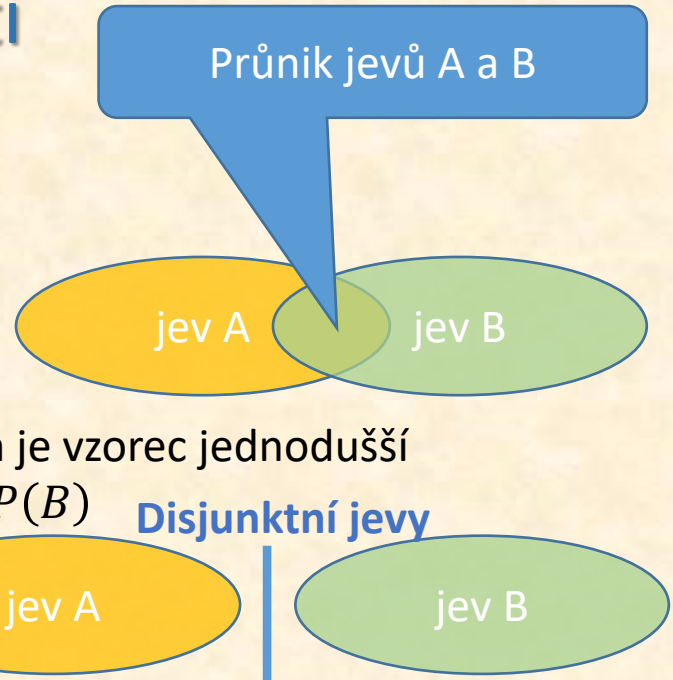 Průnik jevů A a B
jev A
jev B
je vzorec jednodušší
P(B)
Disjunktní jevy
jev A
jev B